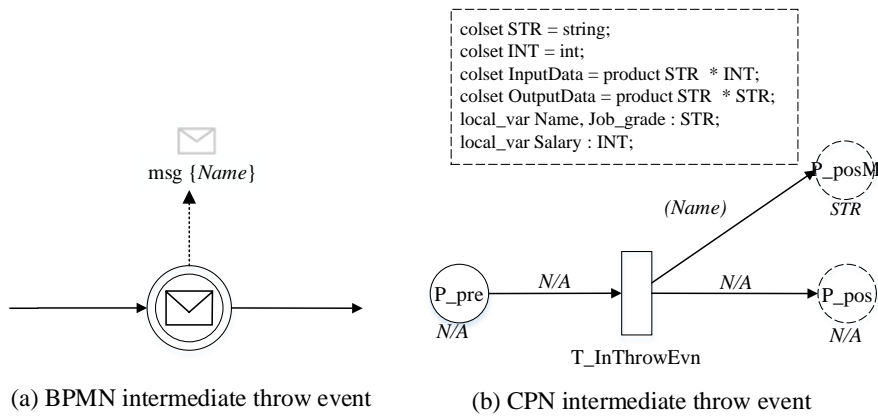 colset STR = string;
colset INT = int;
colset InputData = product STR * INT;
colset OutputData = product STR * STR;
local_var Name, Job_grade : STR;
local_var Salary : INT;
msg {Name}
P_posM
STR
(Name)
P_pre
N/A
N/A
N/A
P_pos
N/A
T_InThrowEvn
(a) BPMN intermediate throw event
(b) CPN intermediate throw event